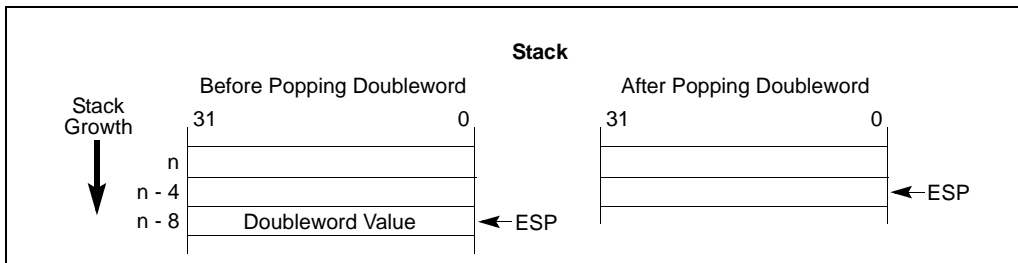 Stack
Before Popping Doubleword
After Popping Doubleword
Stack
Growth
31
0
31
0
n
n - 4
ESP
n - 8
Doubleword Value
ESP